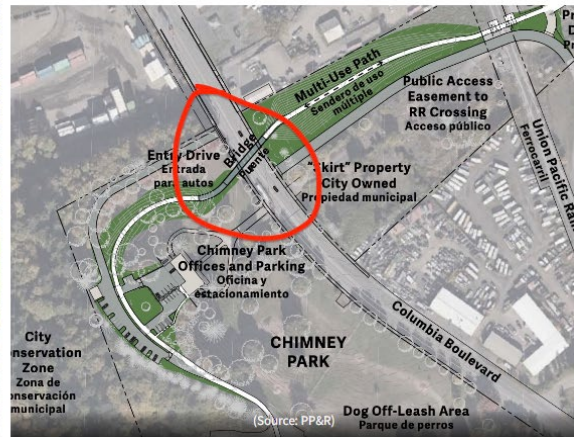 Multi-Use Path
Sendero de uso
múltiple
Public Access
Easement to
RR Crossing
Acceso público
Union Pacific
Ferrocarril
Entry Drive
Entrada
para autos
Bridge
Puente
"Skirt" Property
City Owned
Propiedad municipal
Chimney Park
Offices and Parking
Oficina y
estacionamiento
CHIMNEY
PARK
Columbia Boulevard
City
Zone
Zona de
municipal
(Source: PP&R)
Dog Off-Leash Area
Parque de perros